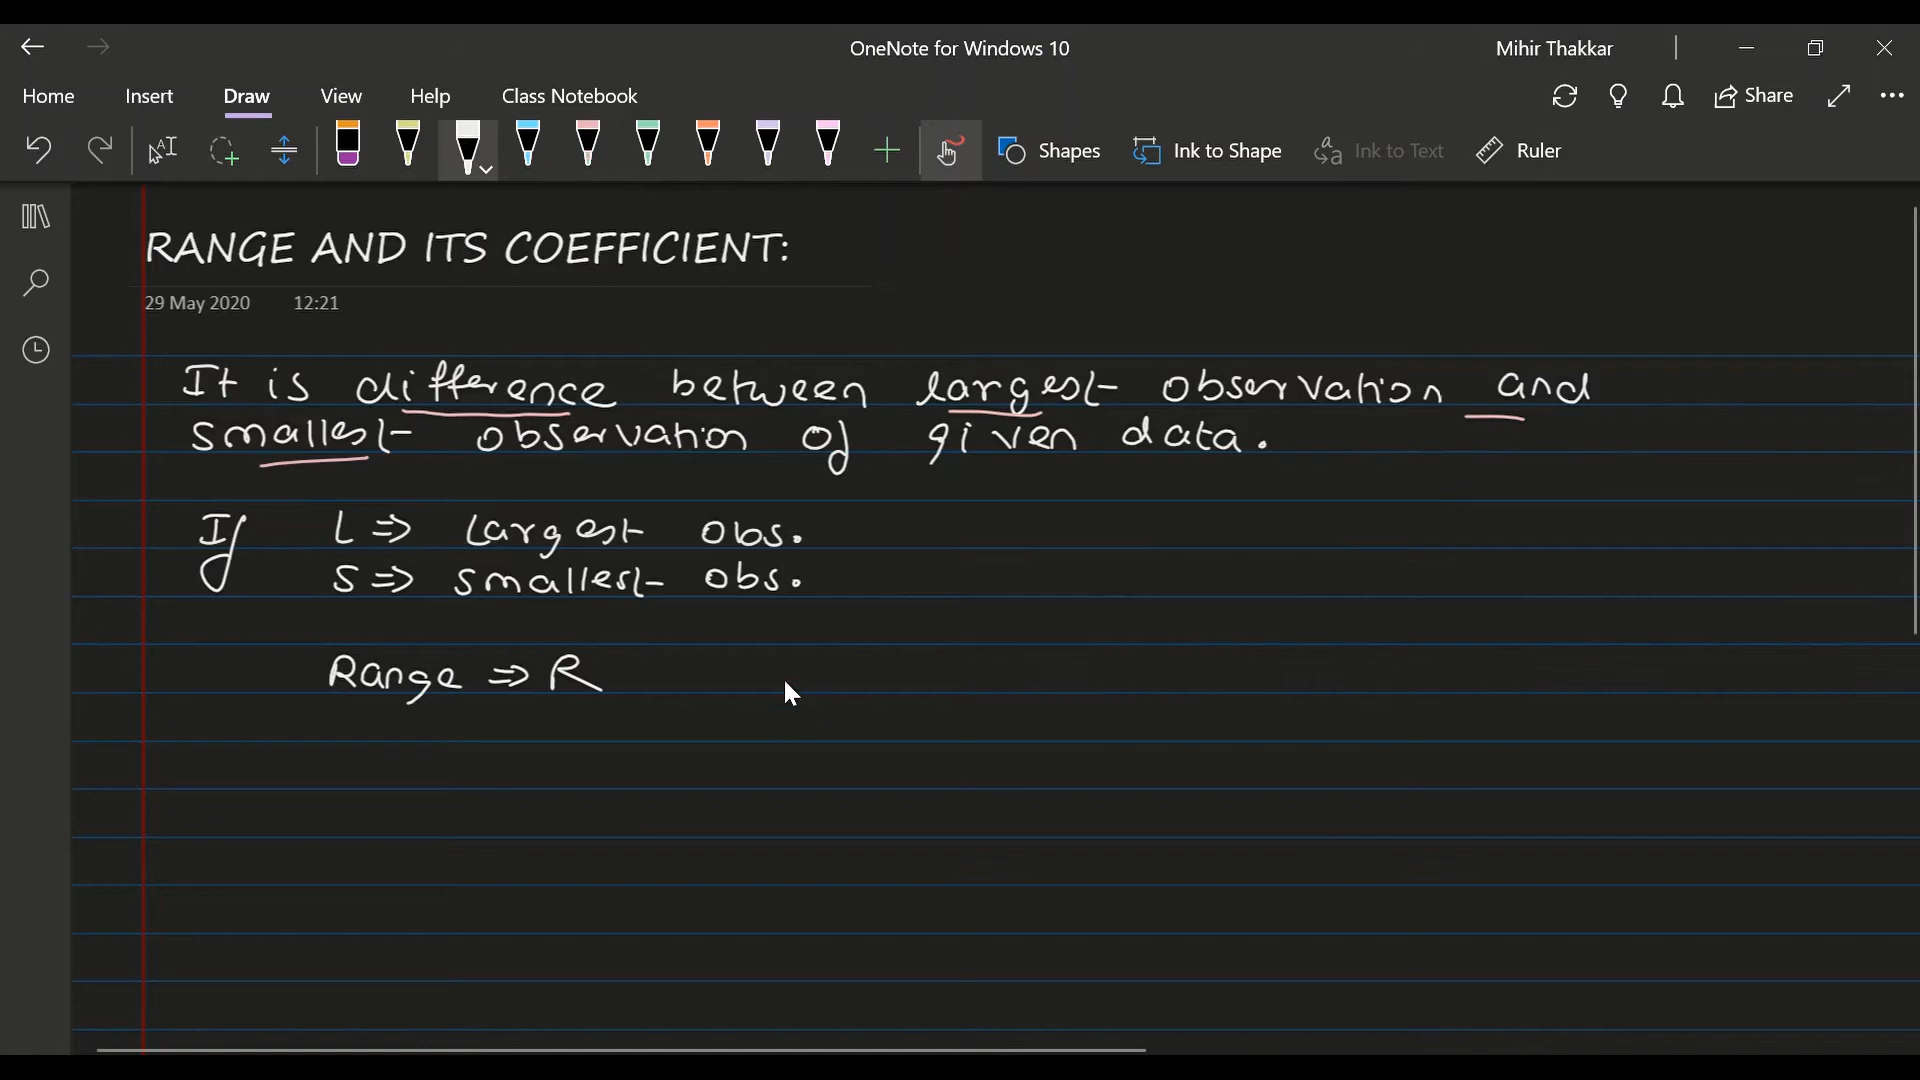 OneNote for Windows 10
Mihir Thakkar
Home Insert Draw View Help Class Notebook
Share
Shapes Ink to Shape Ink to Text Ruler
RANGE AND ITS COEFFICIENT:
29 May 2020 12:21
It is difference between largest observation and
smallest observation of given data.
If L ⇒ Largest obs.
S ⇒ smallest obs.
Range ⇒ R